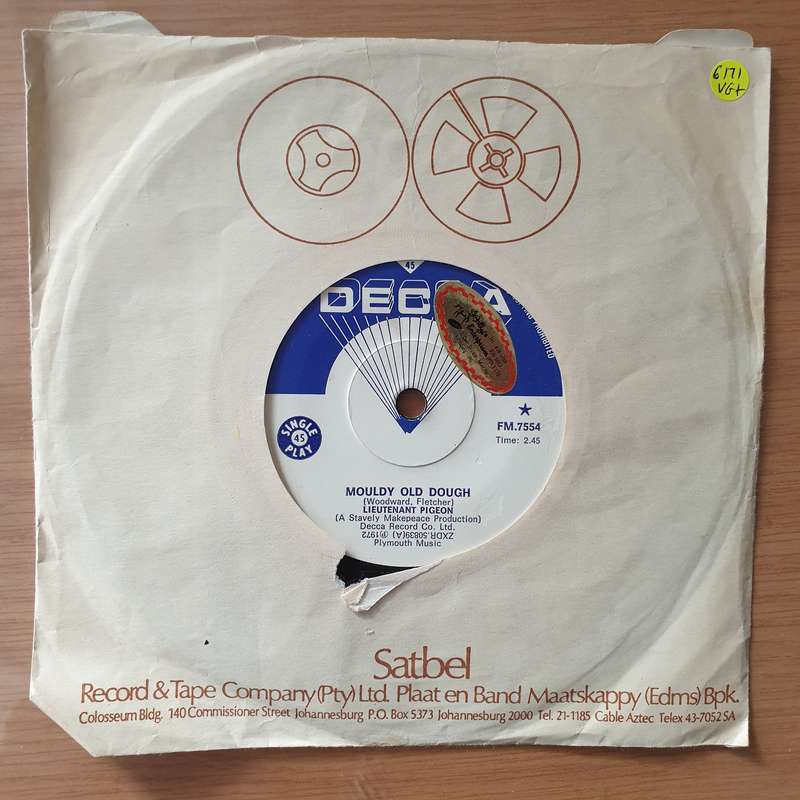 6171
VG+
45
DECCA
PROHIBITED
FM.7554
Time: 2.45
SINGLE
45
PLAY
MOULDY OLD DOUGH
(Woodward, Fletcher)
LIEUTENANT PIGEON
(A Stavely Makepeace Production)
Decca Record Co. Ltd.
ZXDR.50839(A) ℗1972
Plymouth Music
Satbel
Record & Tape Company (Pty) Ltd. Plaat en Band Maatskappy (Edms) Bpk.
Colosseum Bldg. 140 Commissioner Street Johannesburg P.O. Box 5373 Johannesburg 2000 Tel. 21-1185 Cable Aztec Telex 43-7052 SA